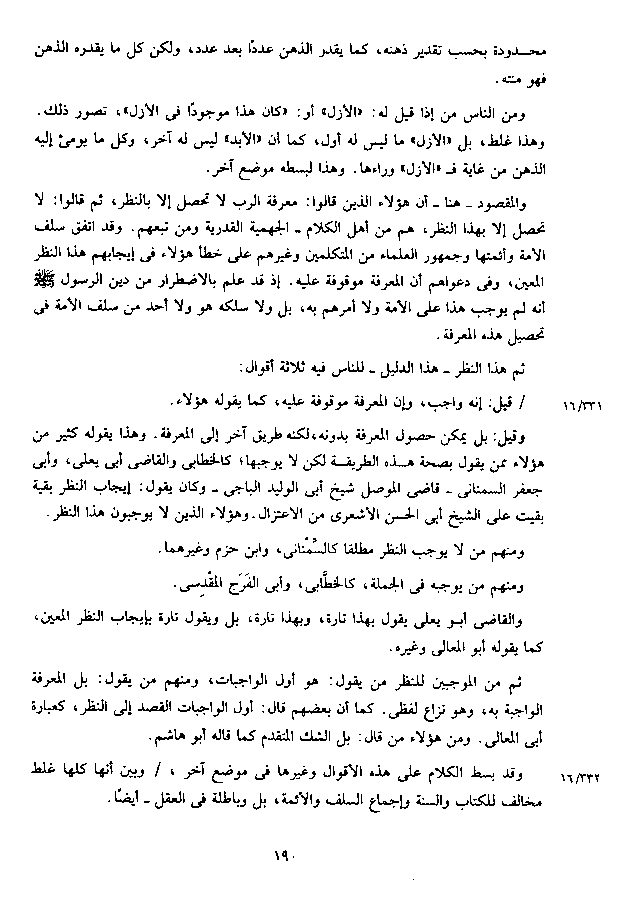 محـدودة بحسب تقدير ذهنه، كما يقدر الذهن عددًا بعد عدد، ولكن كل ما يقدره الذهن
فهو منته.
ومن الناس من إذا قيل له: «الأزل» أو: «كان هذا موجودًا فى الأزل»، تصور ذلك.
وهذا غلط، بل «الأزل» ما ليس له أول، كما أن «الأبد» ليس له آخر، وكل ما يومئ إليه
الذهن من غاية فـ «الأزل» وراءها. وهذا لبسطه موضع آخر.
والمقصود ـ هنا ـ أن هؤلاء الذين قالوا: معرفة الرب لا تحصل إلا بالنظر، ثم قالوا: لا
تحصل إلا بهذا النظر، هم من أهل الكلام ـ الجهمية القدرية ومن تبعهم. وقد اتفق سلف
الأمة وأئمتها وجمهور العلماء من المتكلمين وغيرهم على خطأ هؤلاء فى إيجابهم هذا النظر
المعين، وفى دعواهم أن المعرفة موقوفة عليه. إذ قد علم بالاضطرار من دين الرسول ﷺ
أنه لم يوجب هذا على الأمة ولا أمرهم به، بل ولا سلكه هو ولا أحد من سلف الأمة فى
تحصيل هذه المعرفة.
ثم هذا النظر ـ هذا الدليل ـ للناس فيه ثلاثة أقوال:
١٦/٣٣١ / قيل: إنه واجب، وإن المعرفة موقوفة عليه، كما يقوله هؤلاء.
وقيل: بل يمكن حصول المعرفة بدونه، لكنه طريق آخر إلى المعرفة. وهذا يقوله كثير من
هؤلاء ممن يقول بصحة هـذه الطريقـة لكن لا يوجبها؛ كالخطابى والقاضى أبى يعلى، وأبى
جعفر السمنانى ـ قاضى الموصل شيخ أبى الوليد الباجى ـ وكان يقول: إيجاب النظر بقية
بقيت على الشيخ أبى الحسن الأشعرى من الاعتزال. وهؤلاء الذين لا يوجبون هذا النظر.
ومنهم من لا يوجب النظر مطلقا كالسِّمْنانى، وابن حزم وغيرهما.
ومنهم من يوجبه فى الجملة، كالخطَّابى، وأبى الفَرَج المقْدِسى.
والقاضى أبـو يعلى يقول بهذا تارة، وبهذا تارة، بل ويقول تارة بإيجاب النظر المعين،
كما يقوله أبو المعالى وغيره.
ثم من الموجبين للنظر من يقول: هو أول الواجبات، ومنهم من يقول: بل المعرفة
الواجبة به، وهو نزاع لفظى. كما أن بعضهم قال: أول الواجبات القصد إلى النظر، كعبارة
أبى المعالى. ومن هؤلاء من قال: بل الشك المتقدم كما قاله أبو هاشم.
١٦/٣٣٢ وقد بسط الكلام على هذه الأقوال وغيرها فى موضع آخر ، / وبين أنها كلها غلط
مخالف للكتاب والسنة وإجماع السلف والأئمة، بل وباطلة فى العقل ـ أيضًا.
١٩٠